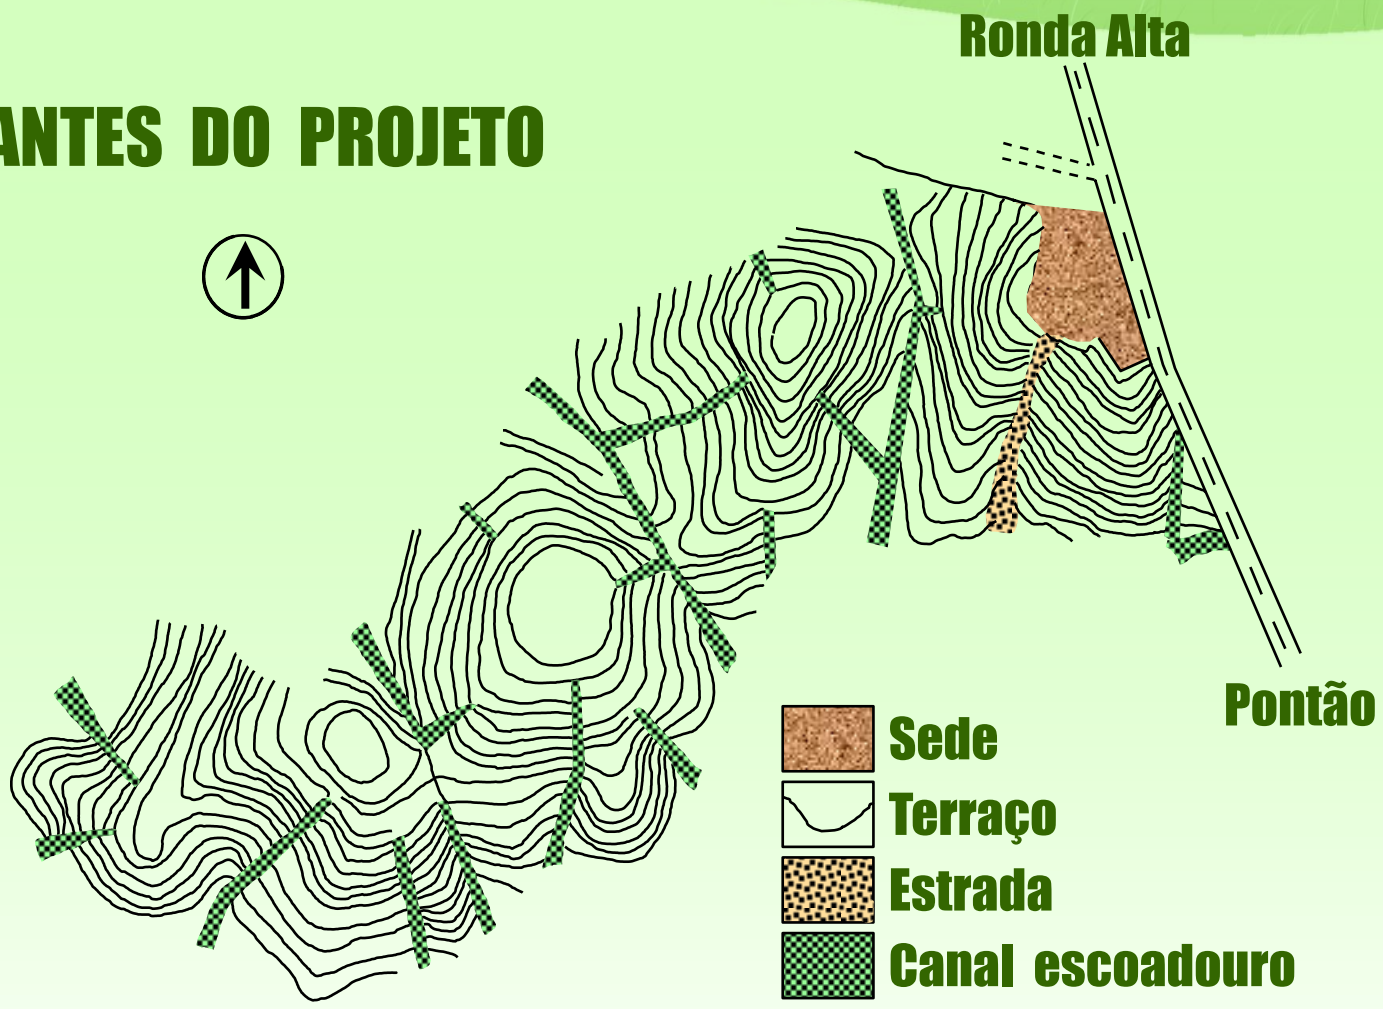 Ronda Alta
ANTES DO PROJETO
Pontão
Sede
Terraço
Estrada
Canal escoadouro